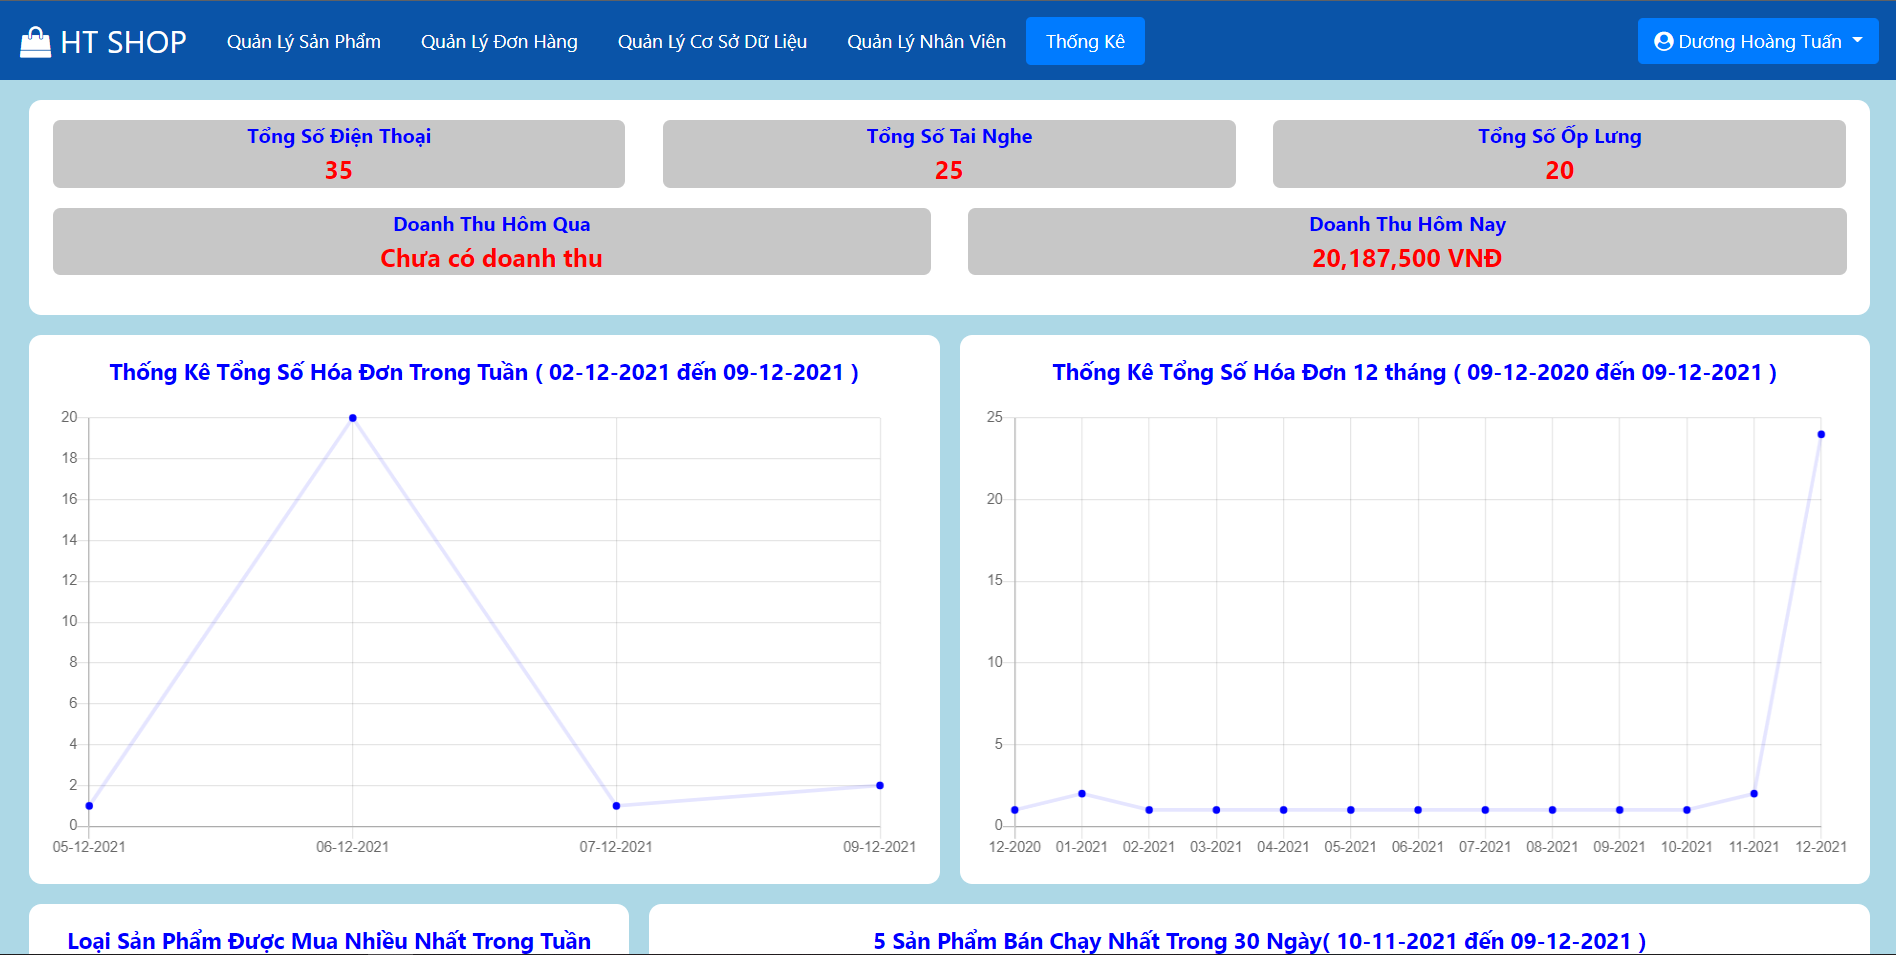 HT SHOP Quản Lý Sản Phẩm Quản Lý Đơn Hàng Quản Lý Cơ Sở Dữ Liệu Quản Lý Nhân Viên Thống Kê Dương Hoàng Tuấn
Tổng Số Điện Thoại
35
Tổng Số Tai Nghe
25
Tổng Số Ốp Lưng
20
Doanh Thu Hôm Qua
Chưa có doanh thu
Doanh Thu Hôm Nay
20,187,500 VNĐ
Thống Kê Tổng Số Hóa Đơn Trong Tuần ( 02-12-2021 đến 09-12-2021 )
20
18
16
14
12
10
8
6
4
2
0
05-12-2021 06-12-2021 07-12-2021 09-12-2021
Thống Kê Tổng Số Hóa Đơn 12 tháng ( 09-12-2020 đến 09-12-2021 )
25
20
15
10
5
0
12-2020 01-2021 02-2021 03-2021 04-2021 05-2021 06-2021 07-2021 08-2021 09-2021 10-2021 11-2021 12-2021
Loại Sản Phẩm Được Mua Nhiều Nhất Trong Tuần
5 Sản Phẩm Bán Chạy Nhất Trong 30 Ngày( 10-11-2021 đến 09-12-2021 )